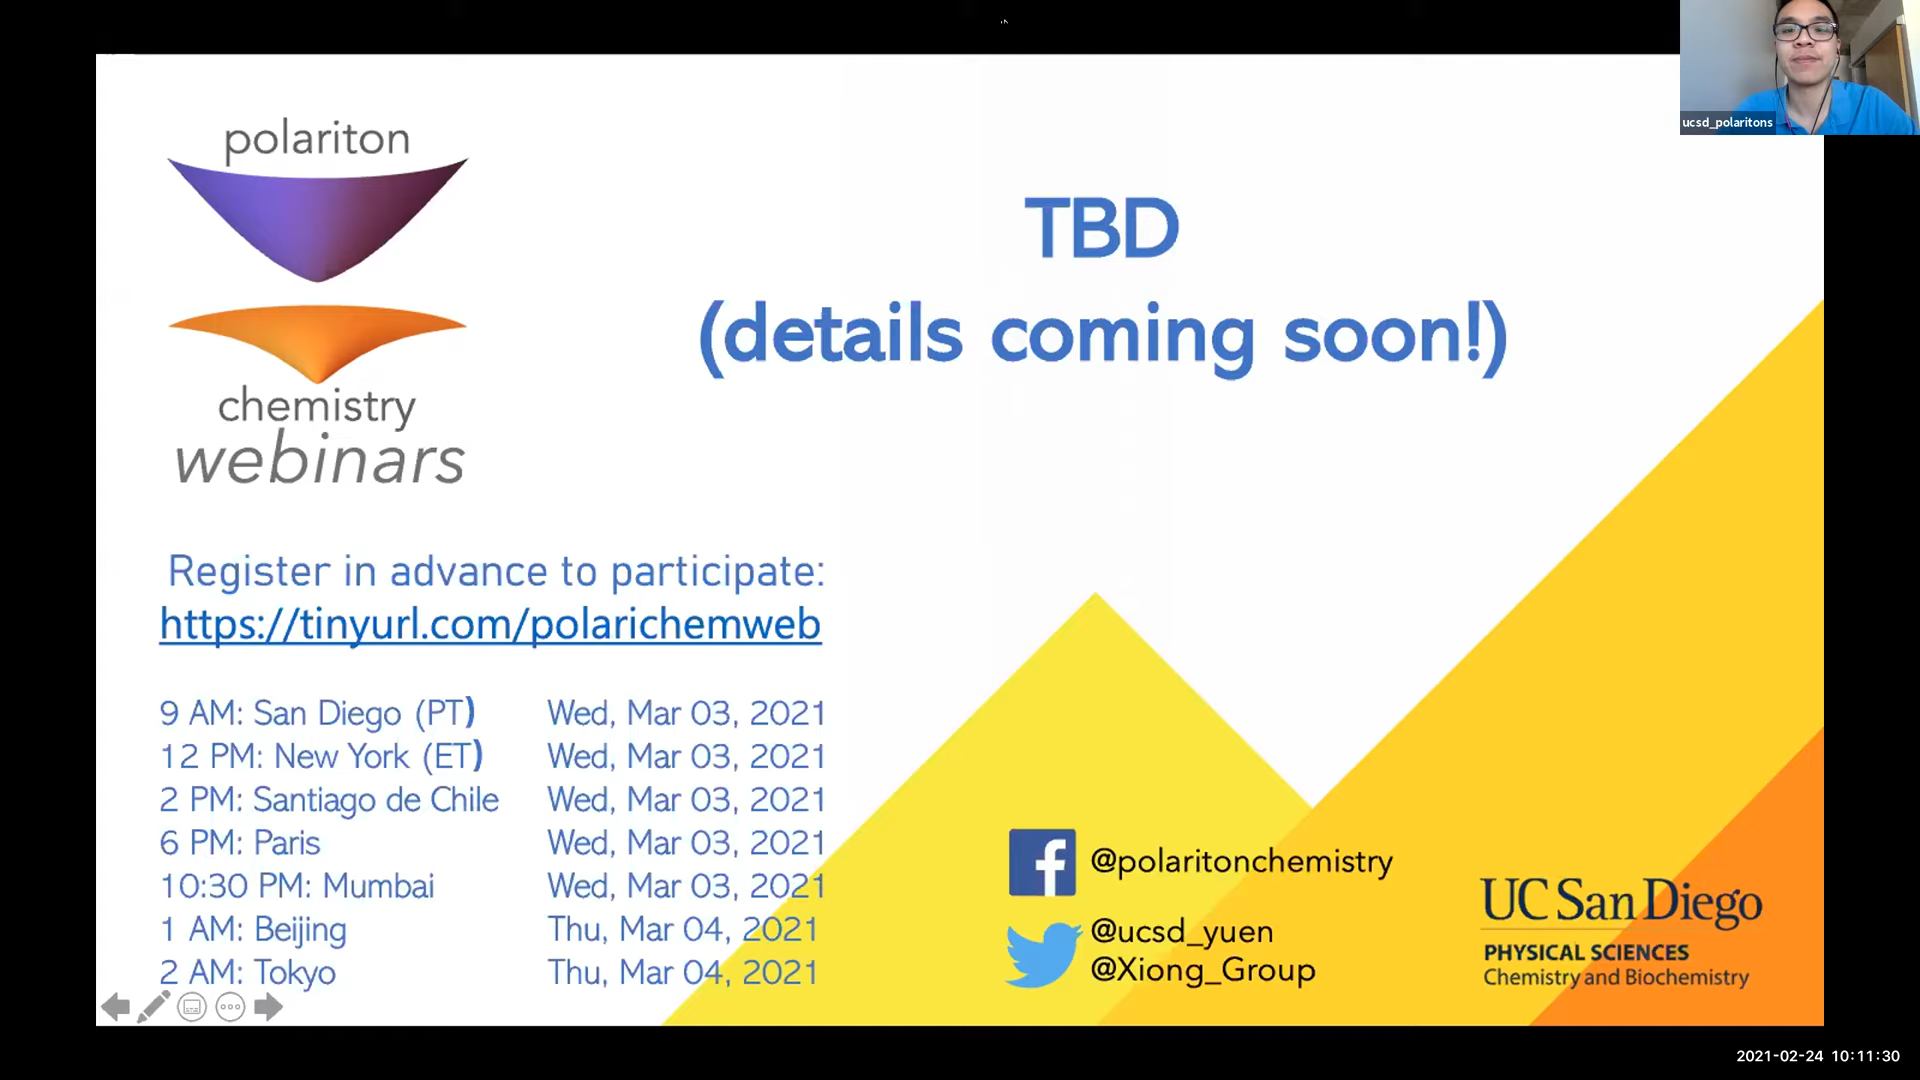 ucsd_polaritons
polariton
chemistry
webinars
TBD
(details coming soon!)
Register in advance to participate:
https://tinyurl.com/polarichemweb
9 AM: San Diego (PT) Wed, Mar 03, 2021
12 PM: New York (ET) Wed, Mar 03, 2021
2 PM: Santiago de Chile Wed, Mar 03, 2021
6 PM: Paris Wed, Mar 03, 2021
10:30 PM: Mumbai Wed, Mar 03, 2021
1 AM: Beijing Thu, Mar 04, 2021
2 AM: Tokyo Thu, Mar 04, 2021
@polaritonchemistry
@ucsd_yuen
@Xiong_Group
UC San Diego
PHYSICAL SCIENCES
Chemistry and Biochemistry
2021-02-24 10:11:30